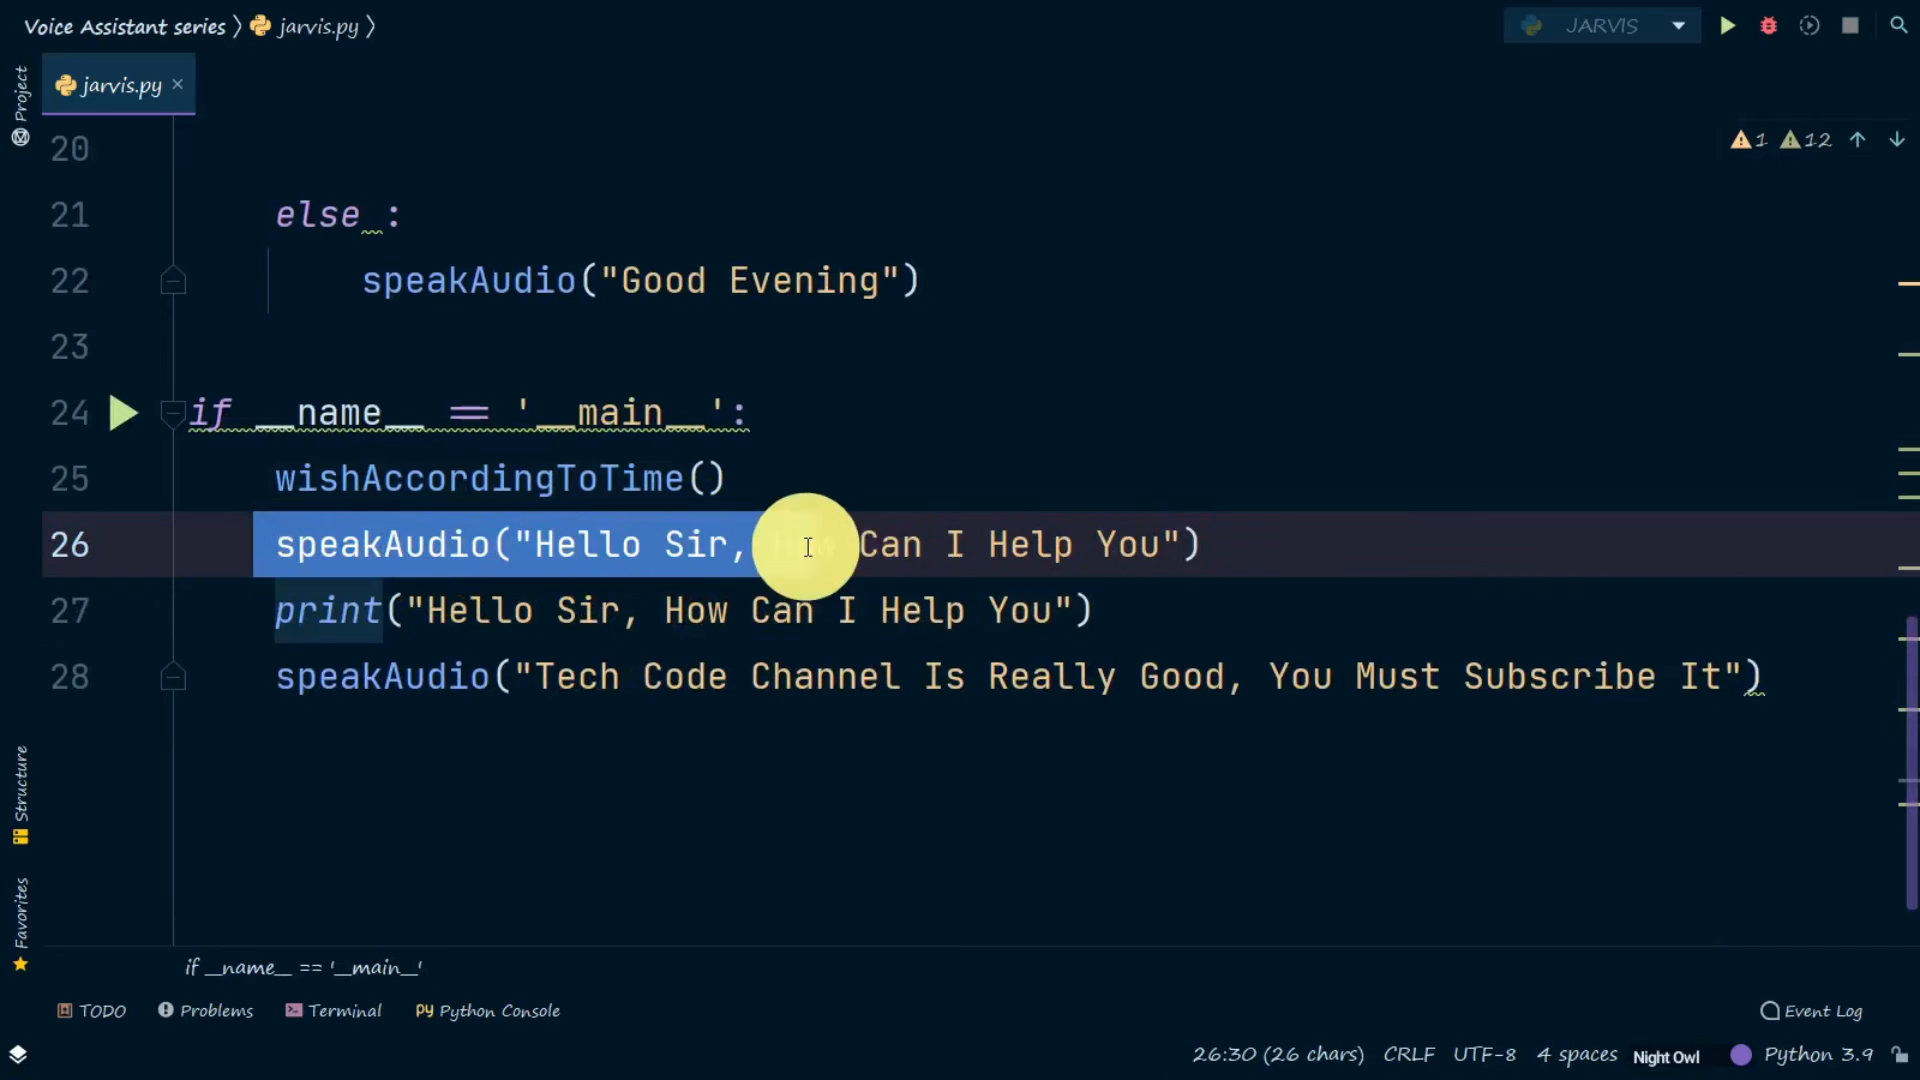 Voice Assistant series 〉 jarvis.py 〉
JARVIS
Project
jarvis.py ×
1 12
20
21 else :
22 speakAudio("Good Evening")
23
24 if __name__ == '__main__':
25 wishAccordingToTime()
26 speakAudio("Hello Sir, How Can I Help You")
27 print("Hello Sir, How Can I Help You")
28 speakAudio("Tech Code Channel Is Really Good, You Must Subscribe It")
Structure
Favorites
if __name__ == '__main__'
TODO Problems Terminal Python Console Event Log
26:30 (26 chars) CRLF UTF-8 4 spaces Night Owl Python 3.9